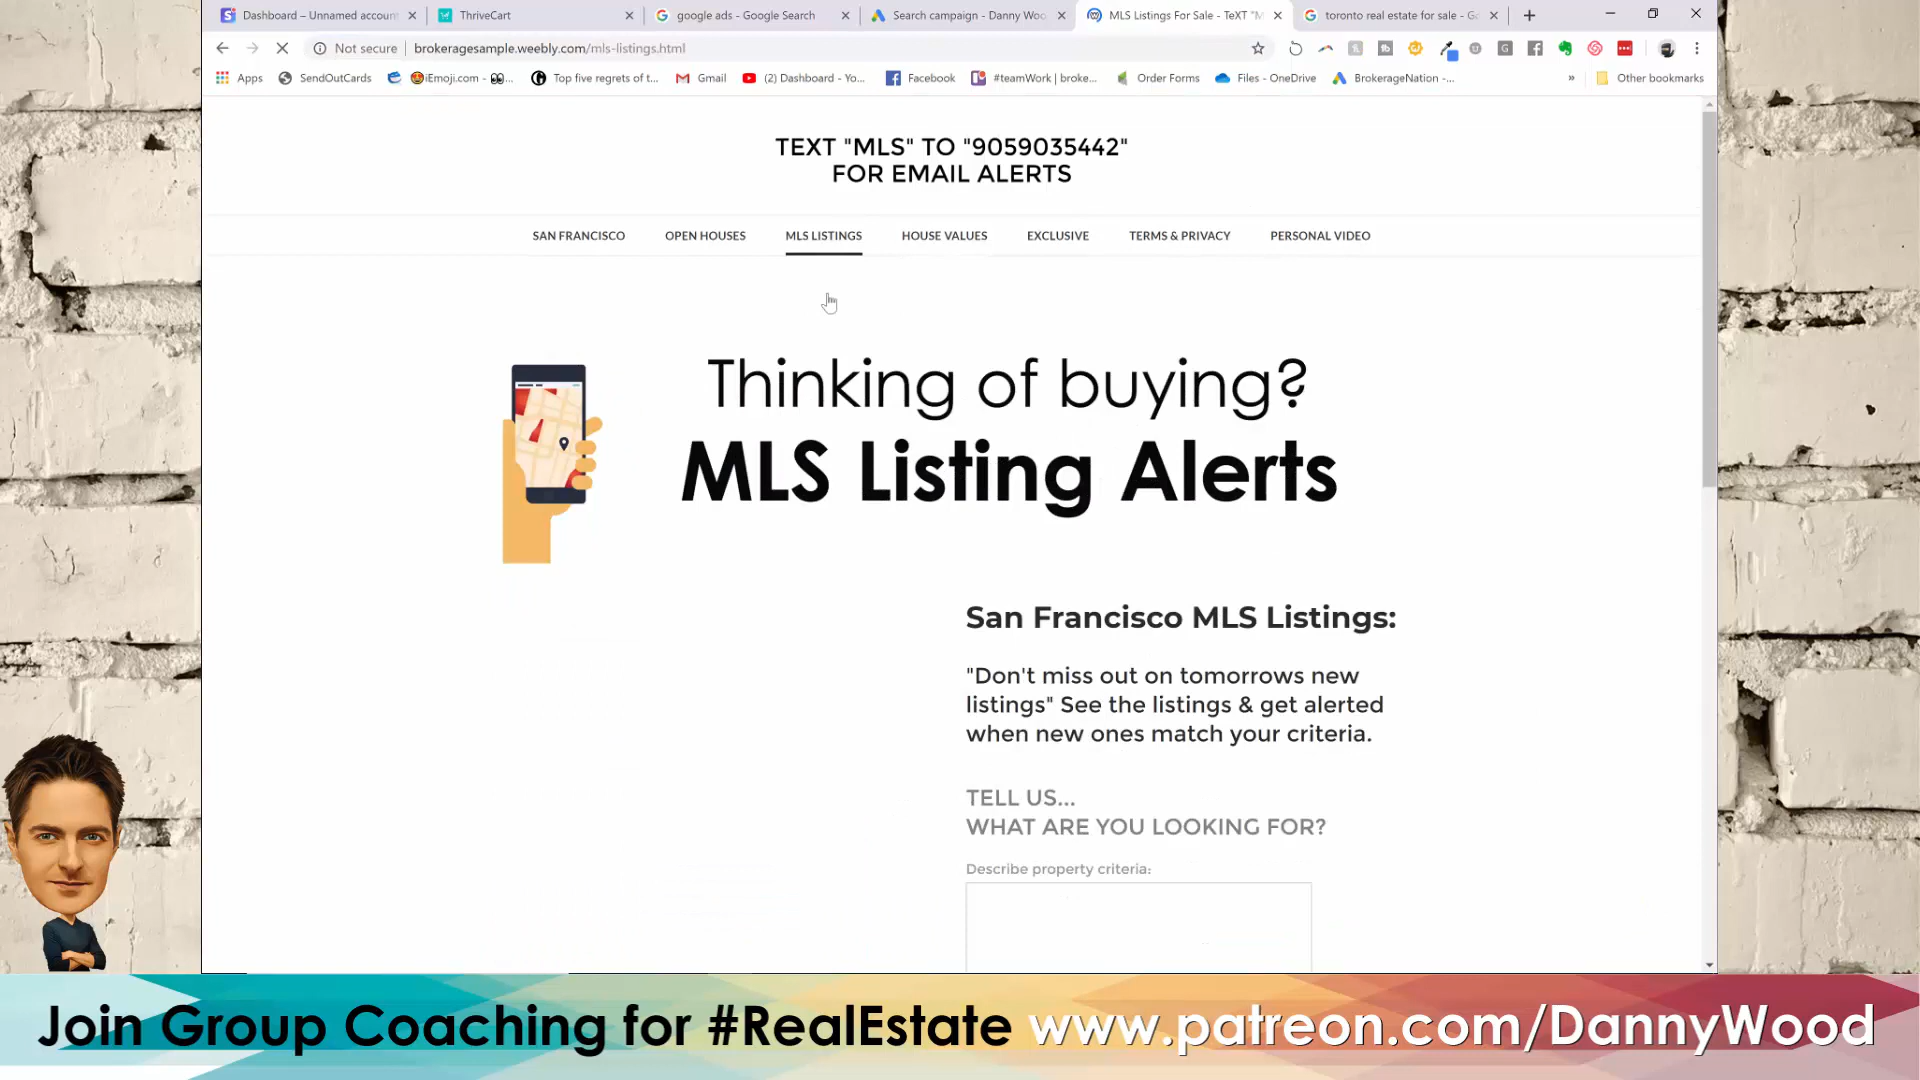 Dashboard – Unnamed accoun
ThriveCart
google ads - Google Search
Search campaign - Danny Woo
MLS Listings For Sale - TeXT "M
toronto real estate for sale - Go
Not secure
brokeragesample.weebly.com/mls-listings.html
Apps
SendOutCards
iEmoji.com -
Top five regrets of t...
Gmail
(2) Dashboard - Yo...
Facebook
#teamWork | broke...
Order Forms
Files - OneDrive
BrokerageNation -...
»
Other bookmarks
TEXT "MLS" TO "9059035442"
FOR EMAIL ALERTS
SAN FRANCISCO
OPEN HOUSES
MLS LISTINGS
HOUSE VALUES
EXCLUSIVE
TERMS & PRIVACY
PERSONAL VIDEO
Thinking of buying?
MLS Listing Alerts
San Francisco MLS Listings:
"Don't miss out on tomorrows new
listings" See the listings & get alerted
when new ones match your criteria.
TELL US...
WHAT ARE YOU LOOKING FOR?
Describe property criteria:
Join Group Coaching for #RealEstate www.patreon.com/DannyWood